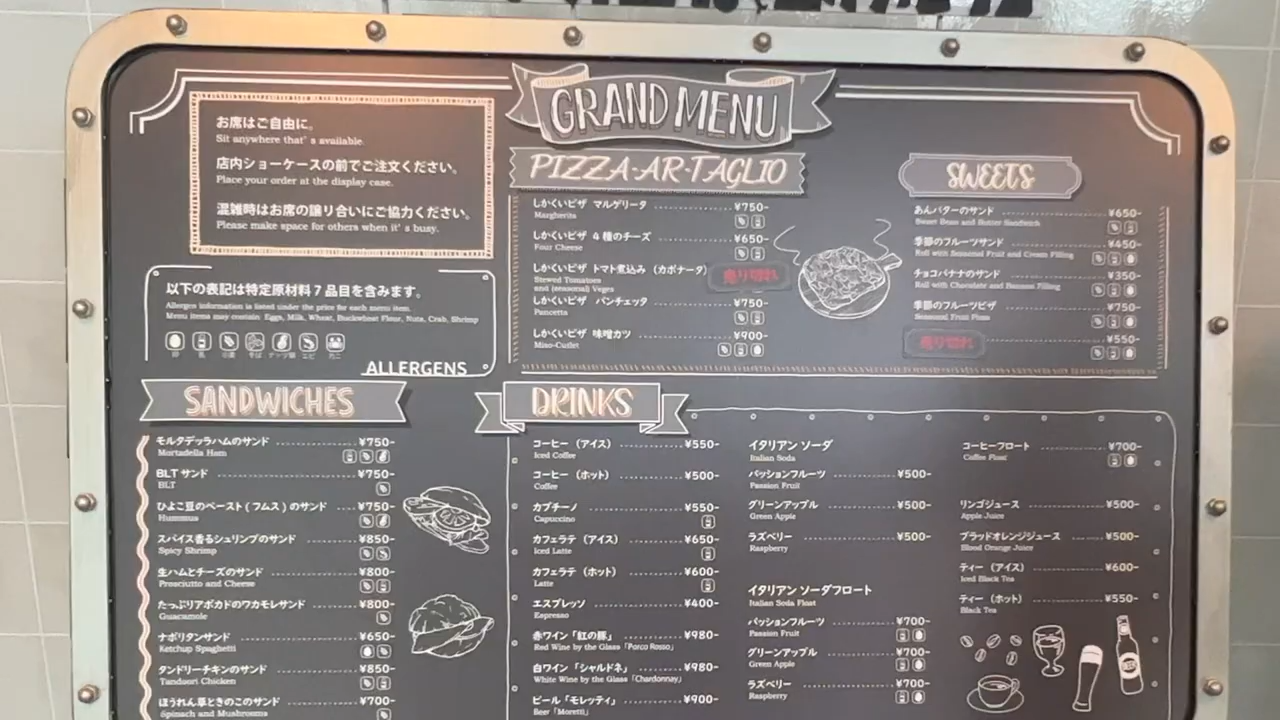 GRAND MENU
お席はご自由に。
Sit anywhere that's available.
店内ショーケースの前でご注文ください。
Place your order at the display case.
混雑時はお席の譲り合いにご協力ください。
Please make space for others when it's busy.
以下の表記は特定原材料7品目を含みます。
Allergen information is listed under the price for each menu item.
Menu items may contain Eggs, Milk, Wheat, Buckwheat Flour, Nuts, Crab, Shrimp
卵 乳 小麦 そば ナッツ類 エビ カニ
ALLERGENS
PIZZA-AR-TAGLIO
しかくいピザ マルゲリータ ¥750-
Margherita
しかくいピザ 4種のチーズ ¥650-
Four Cheese
しかくいピザ トマト煮込み (カポナータ) 売り切れ
Stewed Tomatoes
and (seasonal) Veges
しかくいピザ パンチェッタ ¥750-
Pancetta
しかくいピザ 味噌カツ ¥900-
Miso-Cutlet
SWEETS
あんバターのサンド ¥650-
Sweet Bean and Butter Sandwich
季節のフルーツサンド ¥450-
Roll with Seasonal Fruit and Cream Filling
チョコバナナのサンド ¥350-
Roll with Chocolate and Banana Filling
季節のフルーツピザ ¥750-
Seasonal Fruit Pizza
売り切れ ¥550-
SANDWICHES
モルタデッラハムのサンド ¥750-
Mortadella Ham
BLT サンド ¥750-
BLT
ひよこ豆のペースト(フムス)のサンド ¥750-
Hummus
スパイス香るシュリンプのサンド ¥850-
Spicy Shrimp
生ハムとチーズのサンド ¥800-
Prosciutto and Cheese
たっぷりアボカドのワカモレサンド ¥800-
Guacamole
ナポリタンサンド ¥650-
Ketchup Spaghetti
タンドリーチキンのサンド ¥850-
Tandoori Chicken
ほうれん草ときのこのサンド ¥700-
Spinach and Mushrooms
DRINKS
コーヒー (アイス) ¥550-
Iced Coffee
コーヒー (ホット) ¥500-
Coffee
カプチーノ ¥550-
Capuccino
カフェラテ (アイス) ¥650-
Iced Latte
カフェラテ (ホット) ¥600-
Latte
エスプレッソ ¥400-
Espresso
赤ワイン「紅の豚」 ¥980-
Red Wine by the Glass「Porco Rosso」
白ワイン「シャルドネ」 ¥980-
White Wine by the Glass「Chardonnay」
ビール「モレッティ」 ¥900-
Beer「Moretti」
イタリアン ソーダ
Italian Soda
パッションフルーツ ¥500-
Passion Fruit
グリーンアップル ¥500-
Green Apple
ラズベリー ¥500-
Raspberry
イタリアン ソーダフロート
Italian Soda Float
パッションフルーツ ¥700-
Passion Fruit
グリーンアップル ¥700-
Green Apple
ラズベリー ¥700-
Raspberry
コーヒーフロート ¥700-
Coffee Float
リンゴジュース ¥500-
Apple Juice
ブラッドオレンジジュース ¥500-
Blood Orange Juice
ティー (アイス) ¥600-
Iced Black Tea
ティー (ホット) ¥550-
Black Tea
BEER